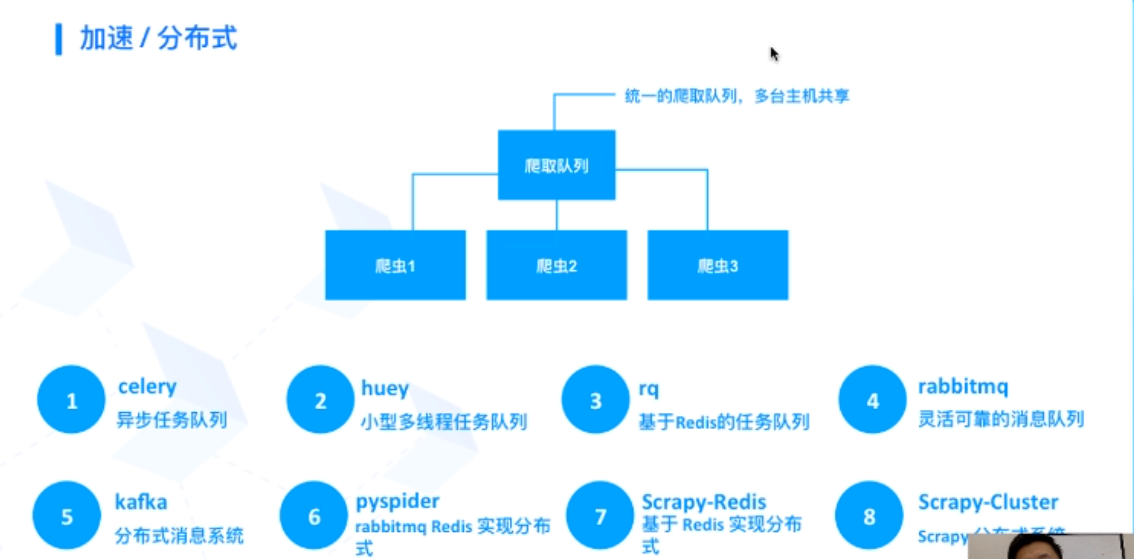 加速 / 分布式
统一的爬取队列，多台主机共享
爬取队列
爬虫1
爬虫2
爬虫3
1
celery
异步任务队列
2
huey
小型多线程任务队列
3
rq
基于Redis的任务队列
4
rabbitmq
灵活可靠的消息队列
5
kafka
分布式消息系统
6
pyspider
rabbitmq Redis 实现分布
式
7
Scrapy-Redis
基于 Redis 实现分布
式
8
Scrapy-Cluster
Scrapy 分布式系统